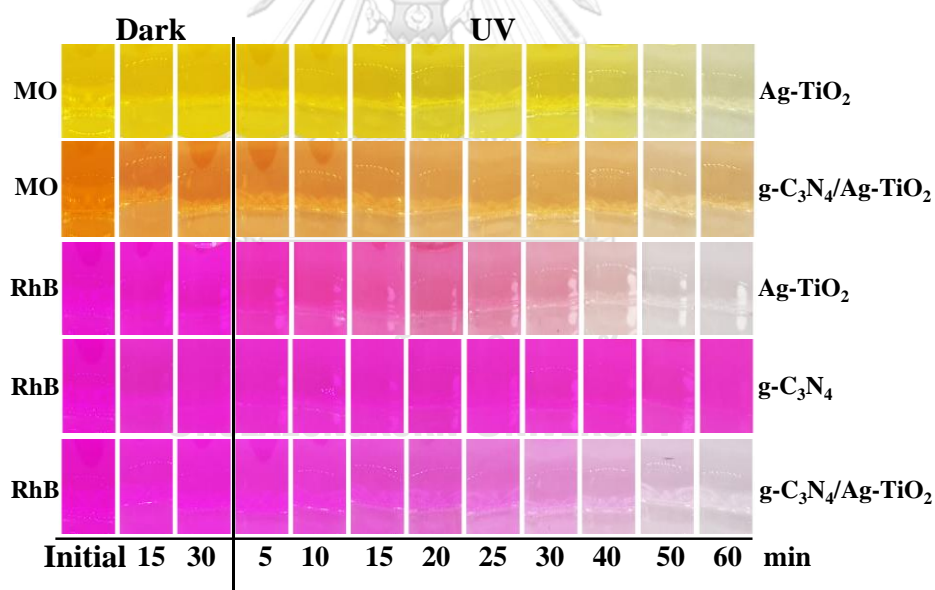 Dark UV
MO Ag-TiO₂
MO g-C₃N₄/Ag-TiO₂
RhB Ag-TiO₂
RhB g-C₃N₄
RhB g-C₃N₄/Ag-TiO₂
Initial 15 30 5 10 15 20 25 30 40 50 60 min